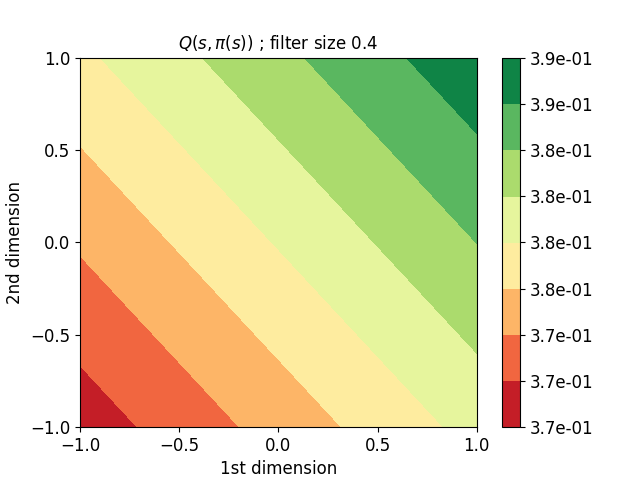 Q(s, π(s)) ; filter size 0.4
1.0
0.5
0.0
−0.5
−1.0
2nd dimension
−1.0
−0.5
0.0
0.5
1.0
1st dimension
3.9e-01
3.9e-01
3.8e-01
3.8e-01
3.8e-01
3.8e-01
3.7e-01
3.7e-01
3.7e-01